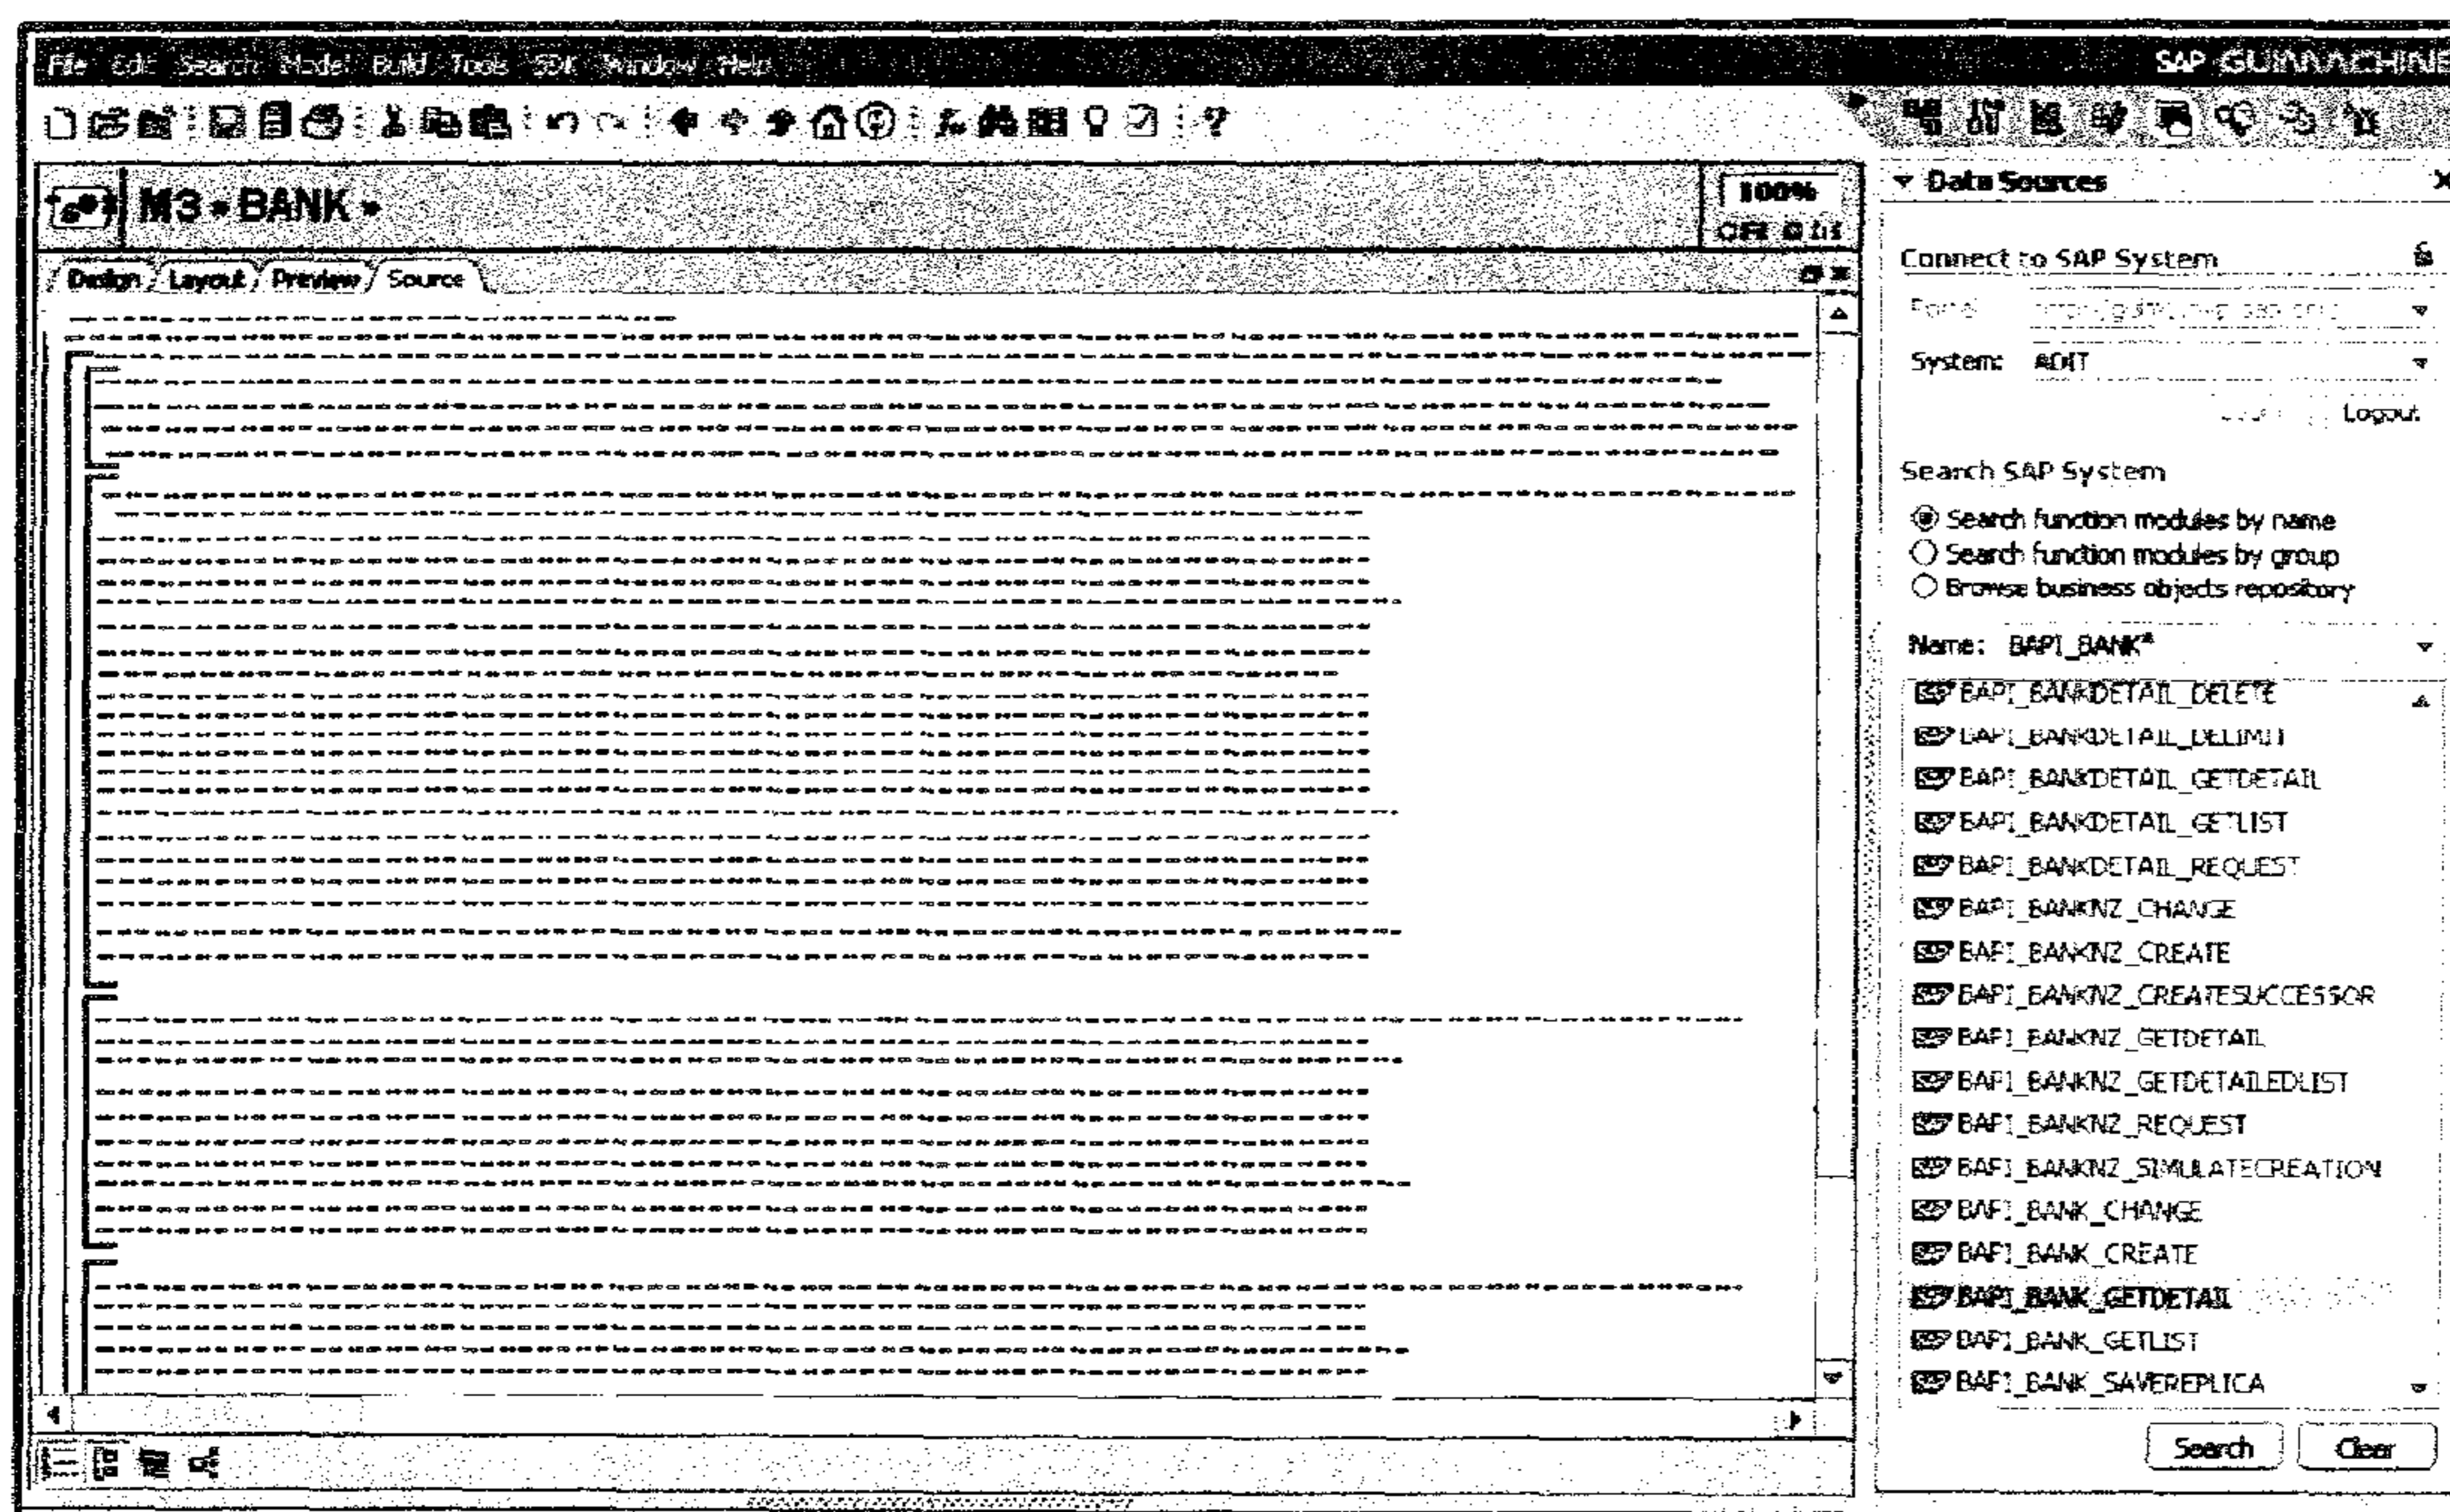 File Edit Search Model Build Tools SDK Window Help
SAP GUIMACHINE
M3 • BANK •
100%
Design Layout Preview Source
Data Sources
Connect to SAP System
Portal
System: ADIT
Logout
Search SAP System
Search function modules by name
Search function modules by group
Browse business objects repository
Name: BAPI_BANK*
BAPI_BANKDETAIL_DELETE
BAPI_BANKDETAIL_DELIMIT
BAPI_BANKDETAIL_GETDETAIL
BAPI_BANKDETAIL_GETLIST
BAPI_BANKDETAIL_REQUEST
BAPI_BANKNZ_CHANGE
BAPI_BANKNZ_CREATE
BAPI_BANKNZ_CREATESUCCESSOR
BAPI_BANKNZ_GETDETAIL
BAPI_BANKNZ_GETDETAILEDLIST
BAPI_BANKNZ_REQUEST
BAPI_BANKNZ_SIMULATECREATION
BAPI_BANK_CHANGE
BAPI_BANK_CREATE
BAPI_BANK_GETDETAIL
BAPI_BANK_GETLIST
BAPI_BANK_SAVEREPLICA
Search Clear